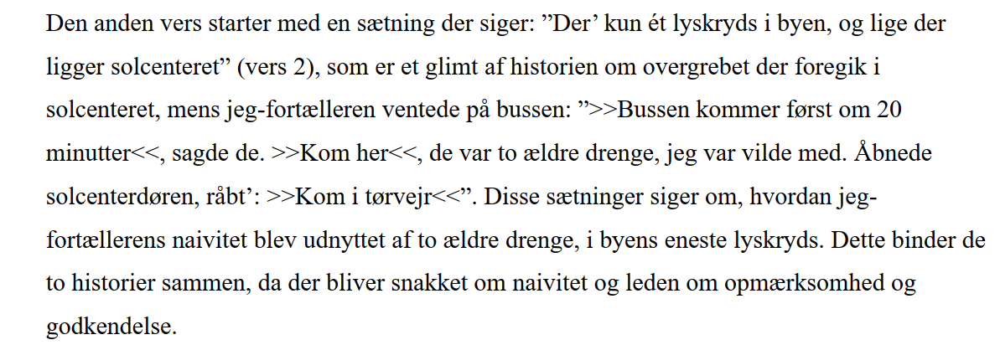 Den anden vers starter med en sætning der siger: ”Der’ kun ét lyskryds i byen, og lige der
ligger solcenteret” (vers 2), som er et glimt af historien om overgrebet der foregik i
solcenteret, mens jeg-fortælleren ventede på bussen: ”>>Bussen kommer først om 20
minutter<<, sagde de. >>Kom her<<, de var to ældre drenge, jeg var vilde med. Åbnede
solcenterdøren, råbt’: >>Kom i tørvejr<<”. Disse sætninger siger om, hvordan jeg-
fortællerens naivitet blev udnyttet af to ældre drenge, i byens eneste lyskryds. Dette binder de
to historier sammen, da der bliver snakket om naivitet og leden om opmærksomhed og
godkendelse.